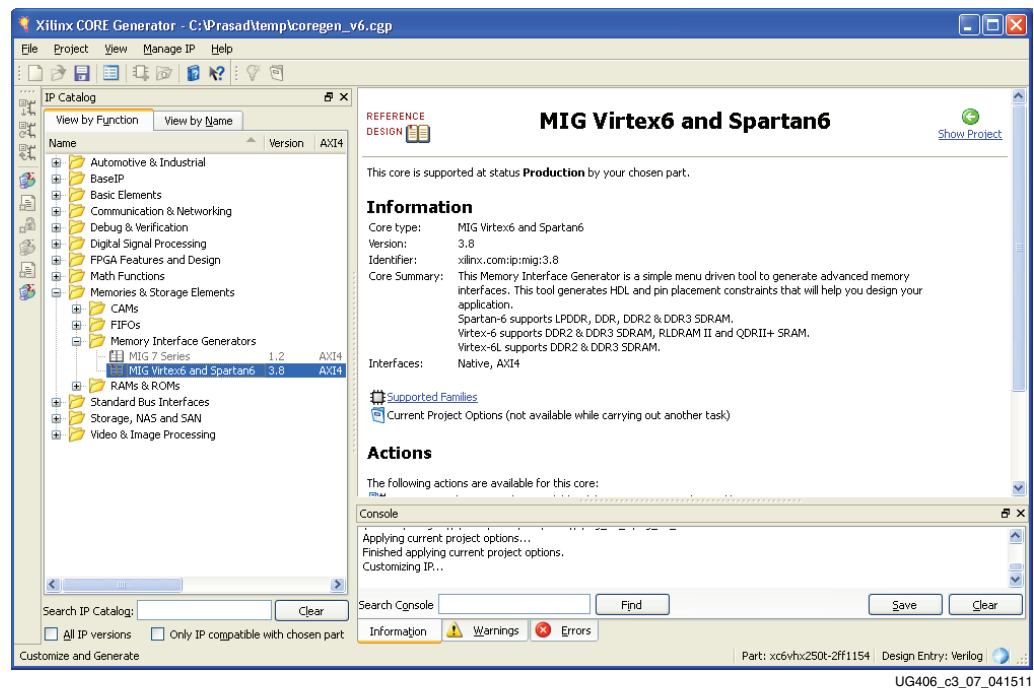 Xilinx CORE Generator - C:\Prasad\temp\coregen_v6.cgp
File Project View Manage IP Help
IP Catalog
View by Function View by Name
Name Version AXI4
Automotive & Industrial
BaseIP
Basic Elements
Communication & Networking
Debug & Verification
Digital Signal Processing
FPGA Features and Design
Math Functions
Memories & Storage Elements
CAMs
FIFOs
Memory Interface Generators
MIG 7 Series 1.2 AXI4
MIG Virtex6 and Spartan6 3.8 AXI4
RAMs & ROMs
Standard Bus Interfaces
Storage, NAS and SAN
Video & Image Processing
Search IP Catalog: Clear
All IP versions Only IP compatible with chosen part
REFERENCE
DESIGN
MIG Virtex6 and Spartan6
Show Project
This core is supported at status Production by your chosen part.
Information
Core type: MIG Virtex6 and Spartan6
Version: 3.8
Identifier: xilinx.com:ip:mig:3.8
Core Summary: This Memory Interface Generator is a simple menu driven tool to generate advanced memory
interfaces. This tool generates HDL and pin placement constraints that will help you design your
application.
Spartan-6 supports LPDDR, DDR, DDR2 & DDR3 SDRAM.
Virtex-6 supports DDR2 & DDR3 SDRAM, RLDRAM II and QDRII+ SRAM.
Virtex-6L supports DDR2 & DDR3 SDRAM.
Interfaces: Native, AXI4
Supported Families
Current Project Options (not available while carrying out another task)
Actions
The following actions are available for this core:
Console
Applying current project options...
Finished applying current project options.
Customizing IP...
Search Console Find Save Clear
Information Warnings Errors
Customize and Generate Part: xc6vhx250t-2ff1154 Design Entry: Verilog
UG406_c3_07_041511